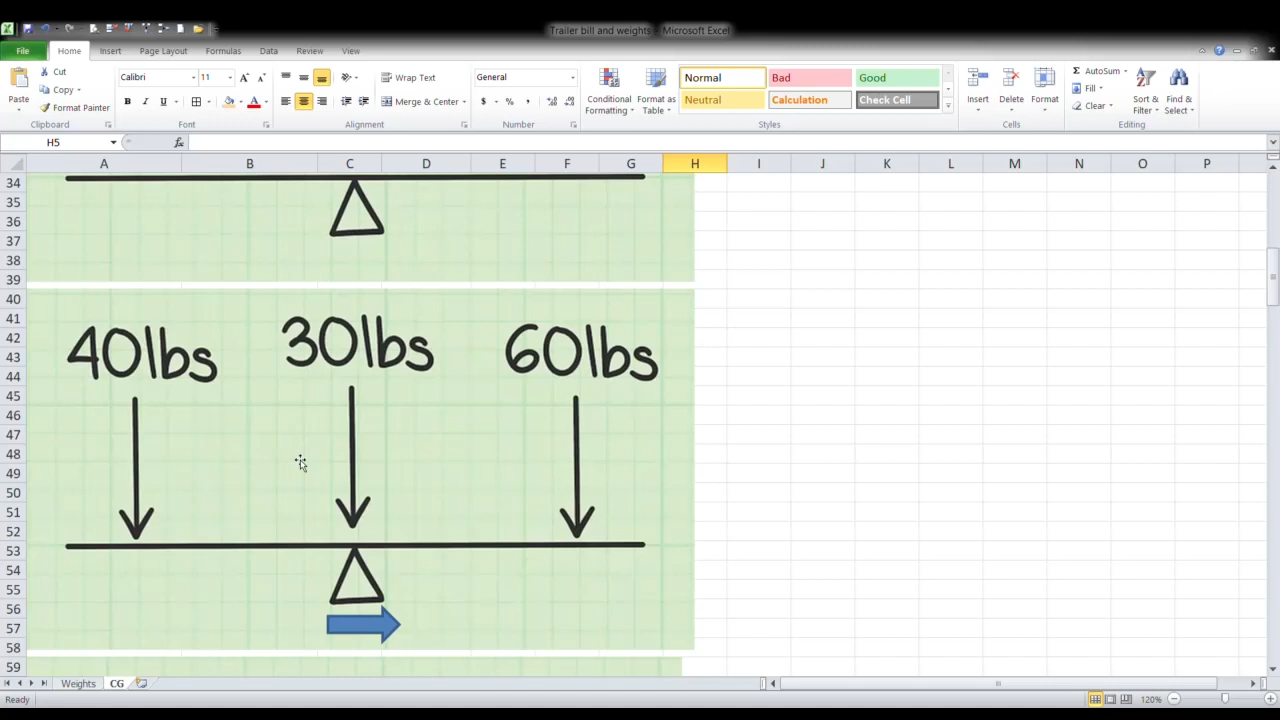 Trailer bill and weights - Microsoft Excel
File Home Insert Page Layout Formulas Data Review View
Paste
Cut
Copy
Format Painter
Clipboard
Calibri 11
B I U
Font
Wrap Text
Merge & Center
Alignment
General
$ % ,
Number
Conditional Formatting
Format as Table
Normal Bad Good
Neutral Calculation Check Cell
Styles
Insert Delete Format
Cells
AutoSum
Fill
Clear
Sort & Filter
Find & Select
Editing
H5 fx
A B C D E F G H I J K L M N O P
34
35
36
37
38
39
40
41
42
43
44
45
46
47
48
49
50
51
52
53
54
55
56
57
58
59
40lbs 30lbs 60lbs
Weights CG
Ready 120%